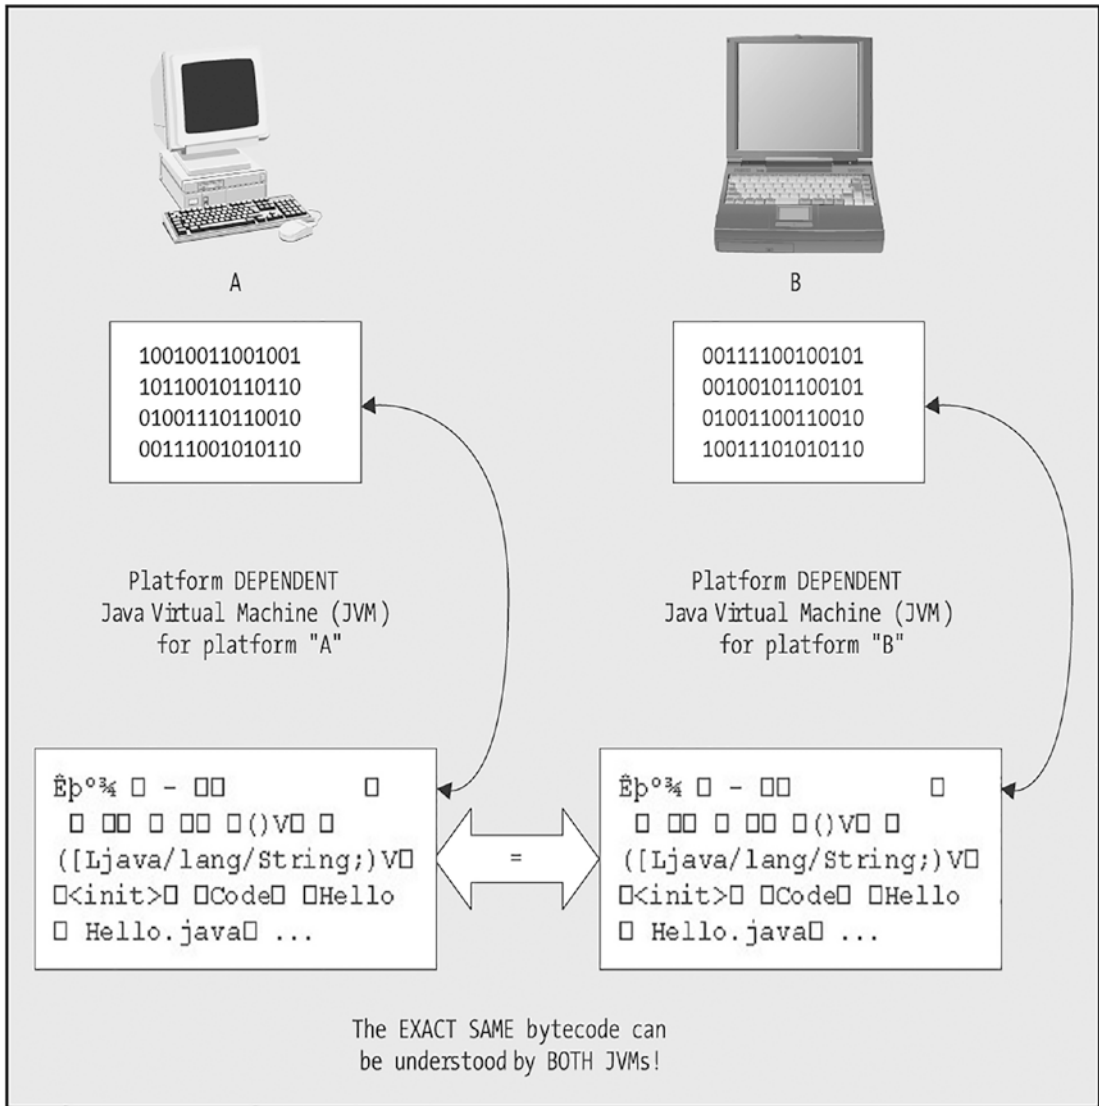 A
B
10010011001001
10110010110110
01001110110010
00111001010110
00111100100101
00100101100101
01001100110010
10011101010110
Platform DEPENDENT
Java Virtual Machine (JVM)
for platform "A"
Platform DEPENDENT
Java Virtual Machine (JVM)
for platform "B"
Êþº¾ □ - □□ □
□ □□ □ □□ □()V□ □
([Ljava/lang/String;)V□
□<init>□ □Code□ □Hello
□ Hello.java□ ...
=
Êþº¾ □ - □□ □
□ □□ □ □□ □()V□ □
([Ljava/lang/String;)V□
□<init>□ □Code□ □Hello
□ Hello.java□ ...
The EXACT SAME bytecode can
be understood by BOTH JVMs!